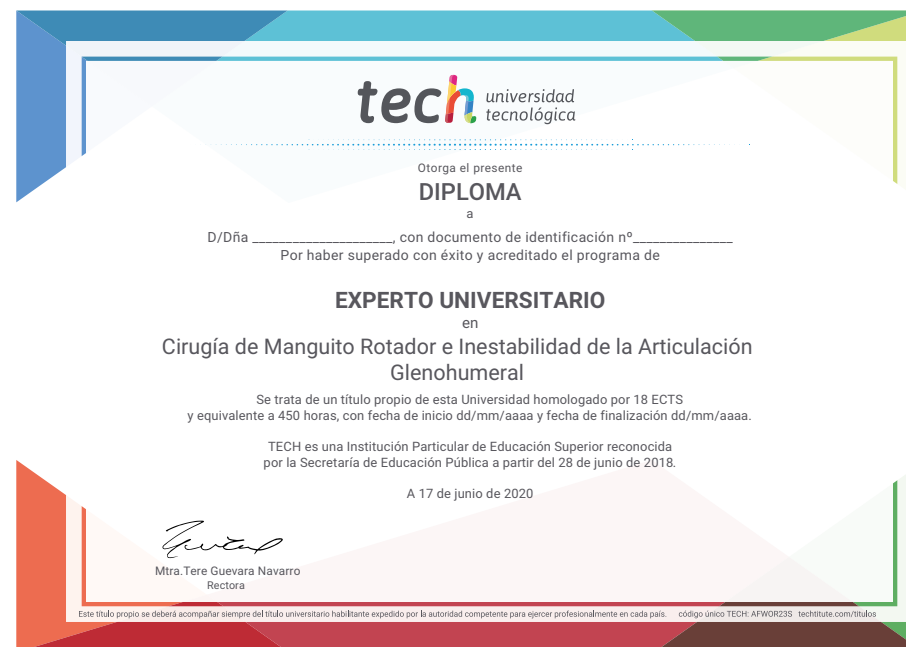 tech universidad
tecnológica
Otorga el presente
DIPLOMA
a
D/Dña _____________________, con documento de identificación nº_______________
Por haber superado con éxito y acreditado el programa de
EXPERTO UNIVERSITARIO
en
Cirugía de Manguito Rotador e Inestabilidad de la Articulación
Glenohumeral
Se trata de un título propio de esta Universidad homologado por 18 ECTS
y equivalente a 450 horas, con fecha de inicio dd/mm/aaaa y fecha de finalización dd/mm/aaaa.
TECH es una Institución Particular de Educación Superior reconocida
por la Secretaría de Educación Pública a partir del 28 de junio de 2018.
A 17 de junio de 2020
Mtra.Tere Guevara Navarro
Rectora
Este título propio se deberá acompañar siempre del título universitario habilitante expedido por la autoridad competente para ejercer profesionalmente en cada país. código único TECH: AFWOR23S techtitute.com/titulos